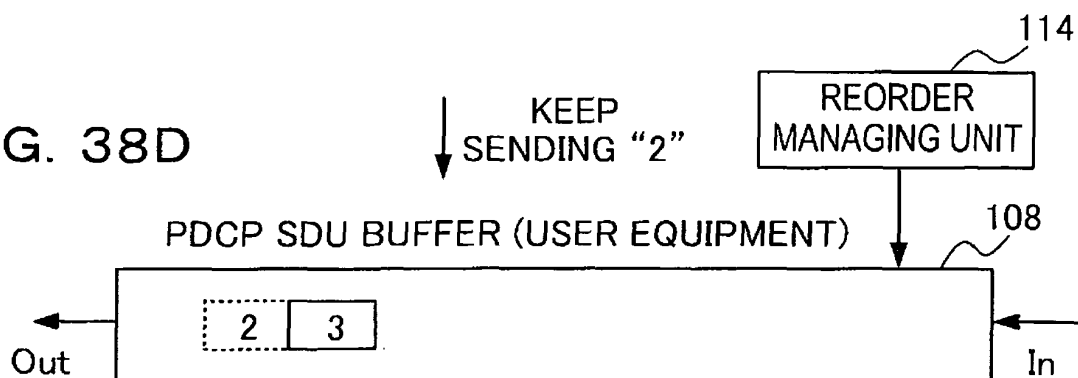 114
REORDER
MANAGING UNIT
KEEP
SENDING “2”
G. 38D
PDCP SDU BUFFER (USER EQUIPMENT)
108
2 3
Out
In